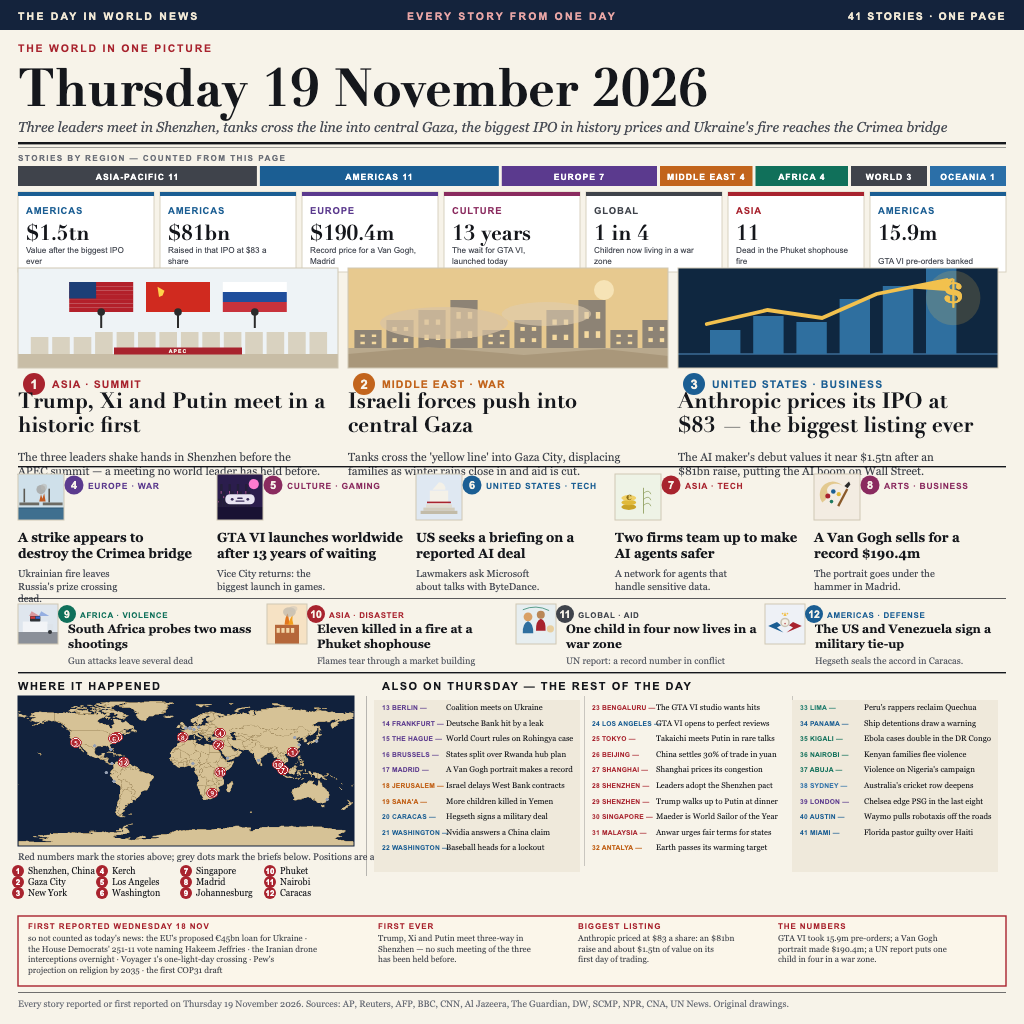 THE DAY IN WORLD NEWS
EVERY STORY FROM ONE DAY
41 STORIES · ONE PAGE
THE WORLD IN ONE PICTURE
Thursday 19 November 2026
Three leaders meet in Shenzhen, tanks cross the line into central Gaza, the biggest IPO in history prices and Ukraine's fire reaches the Crimea bridge
STORIES BY REGION — COUNTED FROM THIS PAGE
ASIA-PACIFIC 11
AMERICAS 11
EUROPE 7
MIDDLE EAST 4
AFRICA 4
WORLD 3
OCEANIA 1
AMERICAS
$1.5tn
Value after the biggest IPO
ever
AMERICAS
$81bn
Raised in that IPO at $83 a
share
EUROPE
$190.4m
Record price for a Van Gogh,
Madrid
CULTURE
13 years
The wait for GTA VI,
launched today
GLOBAL
1 in 4
Children now living in a war
zone
ASIA
11
Dead in the Phuket shophouse
fire
AMERICAS
15.9m
GTA VI pre-orders banked
APEC
$
1 ASIA · SUMMIT
Trump, Xi and Putin meet in a
historic first
The three leaders shake hands in Shenzhen before the
APEC summit — a meeting no world leader has held before.
2 MIDDLE EAST · WAR
Israeli forces push into
central Gaza
Tanks cross the 'yellow line' into Gaza City, displacing
families as winter rains close in and aid is cut.
3 UNITED STATES · BUSINESS
Anthropic prices its IPO at
$83 — the biggest listing ever
The AI maker's debut values it near $1.5tn after an
$81bn raise, putting the AI boom on Wall Street.
4 EUROPE · WAR
A strike appears to
destroy the Crimea bridge
Ukrainian fire leaves
Russia's prize crossing
dead.
5 CULTURE · GAMING
GTA VI launches worldwide
after 13 years of waiting
Vice City returns: the
biggest launch in games.
6 UNITED STATES · TECH
US seeks a briefing on a
reported AI deal
Lawmakers ask Microsoft
about talks with ByteDance.
7 ASIA · TECH
Two firms team up to make
AI agents safer
A network for agents that
handle sensitive data.
8 ARTS · BUSINESS
A Van Gogh sells for a
record $190.4m
The portrait goes under the
hammer in Madrid.
9 AFRICA · VIOLENCE
South Africa probes two mass
shootings
Gun attacks leave several dead
10 ASIA · DISASTER
Eleven killed in a fire at a
Phuket shophouse
Flames tear through a market building
11 GLOBAL · AID
One child in four now lives in a
war zone
UN report: a record number in conflict
12 AMERICAS · DEFENSE
The US and Venezuela sign a
military tie-up
Hegseth seals the accord in Caracas.
WHERE IT HAPPENED
Red numbers mark the stories above; grey dots mark the briefs below. Positions are a
1 Shenzhen, China
2 Gaza City
3 New York
4 Kerch
5 Los Angeles
6 Washington
7 Singapore
8 Madrid
9 Johannesburg
10 Phuket
11 Nairobi
12 Caracas
ALSO ON THURSDAY — THE REST OF THE DAY
13 BERLIN — Coalition meets on Ukraine
14 FRANKFURT — Deutsche Bank hit by a leak
15 THE HAGUE — World Court rules on Rohingya case
16 BRUSSELS — States split over Rwanda hub plan
17 MADRID — A Van Gogh portrait makes a record
18 JERUSALEM — Israel delays West Bank contracts
19 SANA'A — More children killed in Yemen
20 CARACAS — Hegseth signs a military deal
21 WASHINGTON — Nvidia answers a China claim
22 WASHINGTON — Baseball heads for a lockout
23 BENGALURU — The GTA VI studio wants hits
24 LOS ANGELES — GTA VI opens to perfect reviews
25 TOKYO — Takaichi meets Putin in rare talks
26 BEIJING — China settles 30% of trade in yuan
27 SHANGHAI — Shanghai prices its congestion
28 SHENZHEN — Leaders adopt the Shenzhen pact
29 SHENZHEN — Trump walks up to Putin at dinner
30 SINGAPORE — Maeder is World Sailor of the Year
31 MALAYSIA — Anwar urges fair terms for states
32 ANTALYA — Earth passes its warming target
33 LIMA — Peru's rappers reclaim Quechua
34 PANAMA — Ship detentions draw a warning
35 KIGALI — Ebola cases double in the DR Congo
36 NAIROBI — Kenyan families flee violence
37 ABUJA — Violence on Nigeria's campaign
38 SYDNEY — Australia's cricket row deepens
39 LONDON — Chelsea edge PSG in the last eight
40 AUSTIN — Waymo pulls robotaxis off the roads
41 MIAMI — Florida pastor guilty over Haiti
FIRST REPORTED WEDNESDAY 18 NOV
so not counted as today's news: the EU's proposed €45bn loan for Ukraine ·
the House Democrats' 251-11 vote naming Hakeem Jeffries · the Iranian drone
interceptions overnight · Voyager 1's one-light-day crossing · Pew's
projection on religion by 2035 · the first COP31 draft
FIRST EVER
Trump, Xi and Putin meet three-way in
Shenzhen — no such meeting of the three
has been held before.
BIGGEST LISTING
Anthropic priced at $83 a share: an $81bn
raise and about $1.5tn of value on its
first day of trading.
THE NUMBERS
GTA VI took 15.9m pre-orders; a Van Gogh
portrait made $190.4m; a UN report puts one
child in four in a war zone.
Every story reported or first reported on Thursday 19 November 2026. Sources: AP, Reuters, AFP, BBC, CNN, Al Jazeera, The Guardian, DW, SCMP, NPR, CNA, UN News. Original drawings.